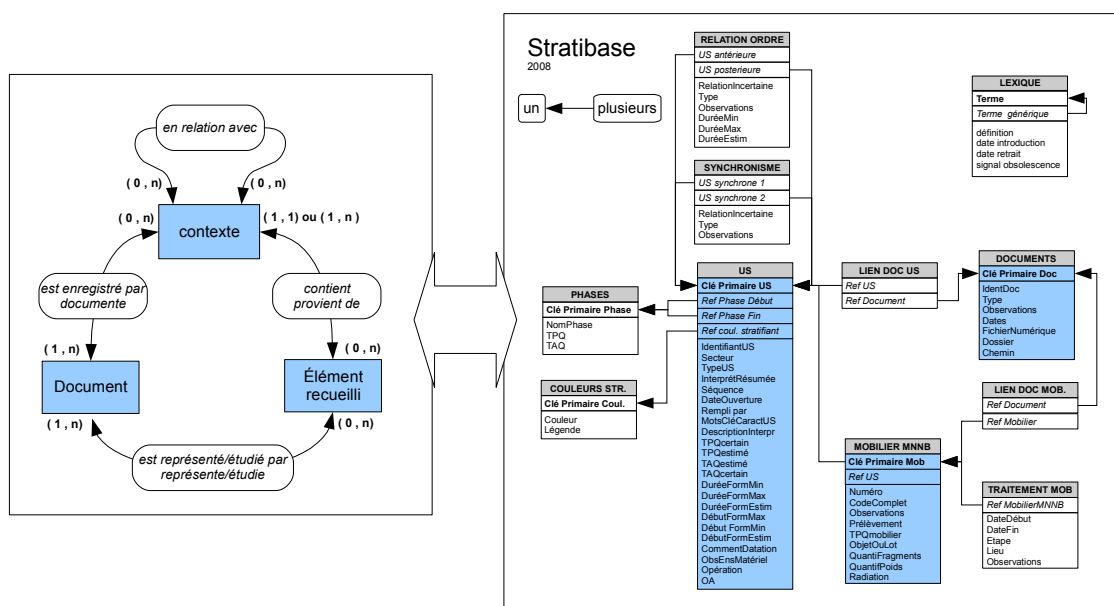 en relation avec
( 0 , n)
( 0 , n)
( 0, n)
( 1 , 1) ou ( 1 , n )
contexte
est enregistré par
documente
contient
provient de
( 1 , n)
( 0, n)
Document
Élément
recueilli
( 1, n)
( 0, n)
est représenté/étudié par
représente/étudie
Stratibase
2008
un
plusieurs
RELATION ORDRE
US antérieure
US posterieure
RelationIncertaine
Type
Observations
DuréeMin
DuréeMax
DuréeEstim
SYNCHRONISME
US synchrone 1
US synchrone 2
RelationIncertaine
Type
Observations
LEXIQUE
Terme
Terme générique
définition
date introduction
date retrait
signal obsolescence
PHASES
Clé Primaire Phase
NomPhase
TPQ
TAQ
COULEURS STR.
Clé Primaire Coul.
Couleur
Légende
US
Clé Primaire US
Ref Phase Début
Ref Phase Fin
Ref coul. stratifiant
IdentifiantUS
Secteur
TypeUS
InterprétRésumée
Séquence
DateOuverture
Rempli par
MotsCléCaractUS
DescriptionInterpr
TPQcertain
TPQestimé
TAQestimé
TAQcertain
DuréeFormMin
DuréeFormMax
DuréeFormEstim
DébutFormMax
Début FormMin
DébutFormEstim
CommentDatation
ObsEnsMatériel
Opération
OA
LIEN DOC US
Ref US
Ref Document
DOCUMENTS
Clé Primaire Doc
IdentDoc
Type
Observations
Dates
FichierNumérique
Dossier
Chemin
LIEN DOC MOB.
Ref Document
Ref Mobilier
MOBILIER MNNB
Clé Primaire Mob
Ref US
Numéro
CodeComplet
Observations
Prélèvement
TPQmobilier
ObjetOuLot
QuantiFragments
QuantifPoids
Radiation
TRAITEMENT MOB
Ref MobilierMNNB
DateDébut
DateFin
Etape
Lieu
Observations